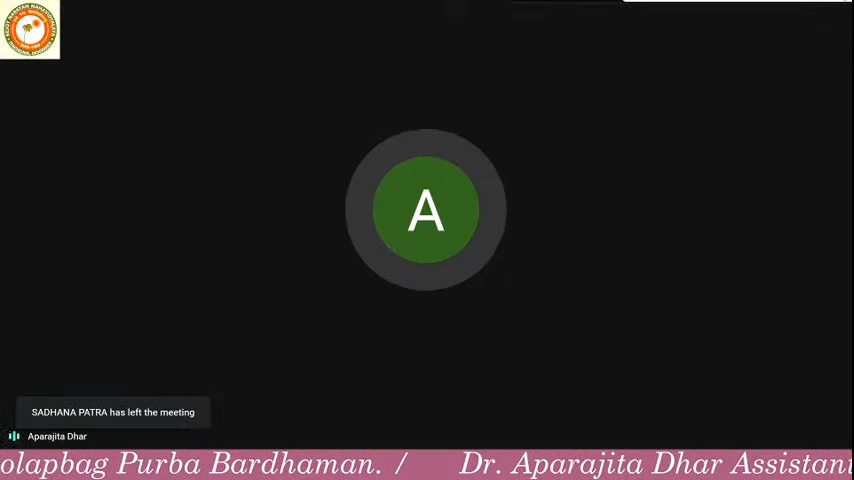 A
SADHANA PATRA has left the meeting
Aparajita Dhar
olapbag Purba Bardhaman. / Dr. Aparajita Dhar Assistant